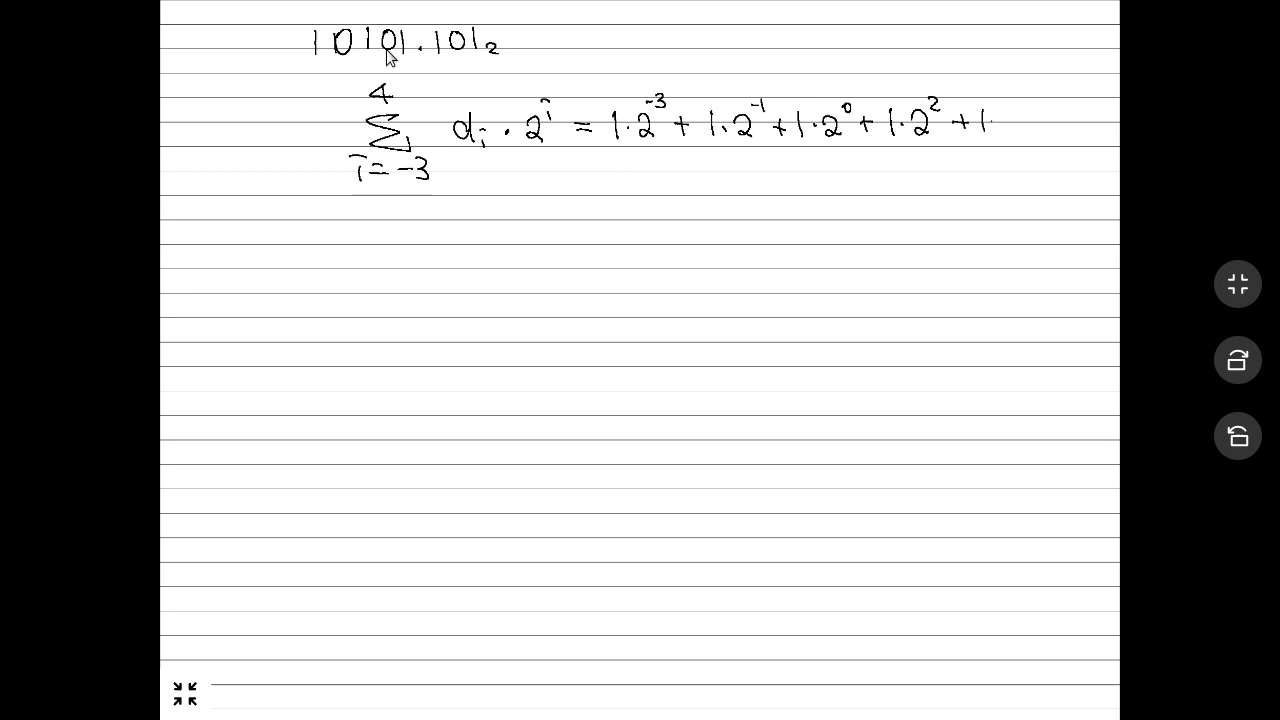 10101.101₂
4
∑ dᵢ · 2ⁱ = 1·2⁻³ + 1·2⁻¹ + 1·2⁰ + 1·2² + 1·
i = -3